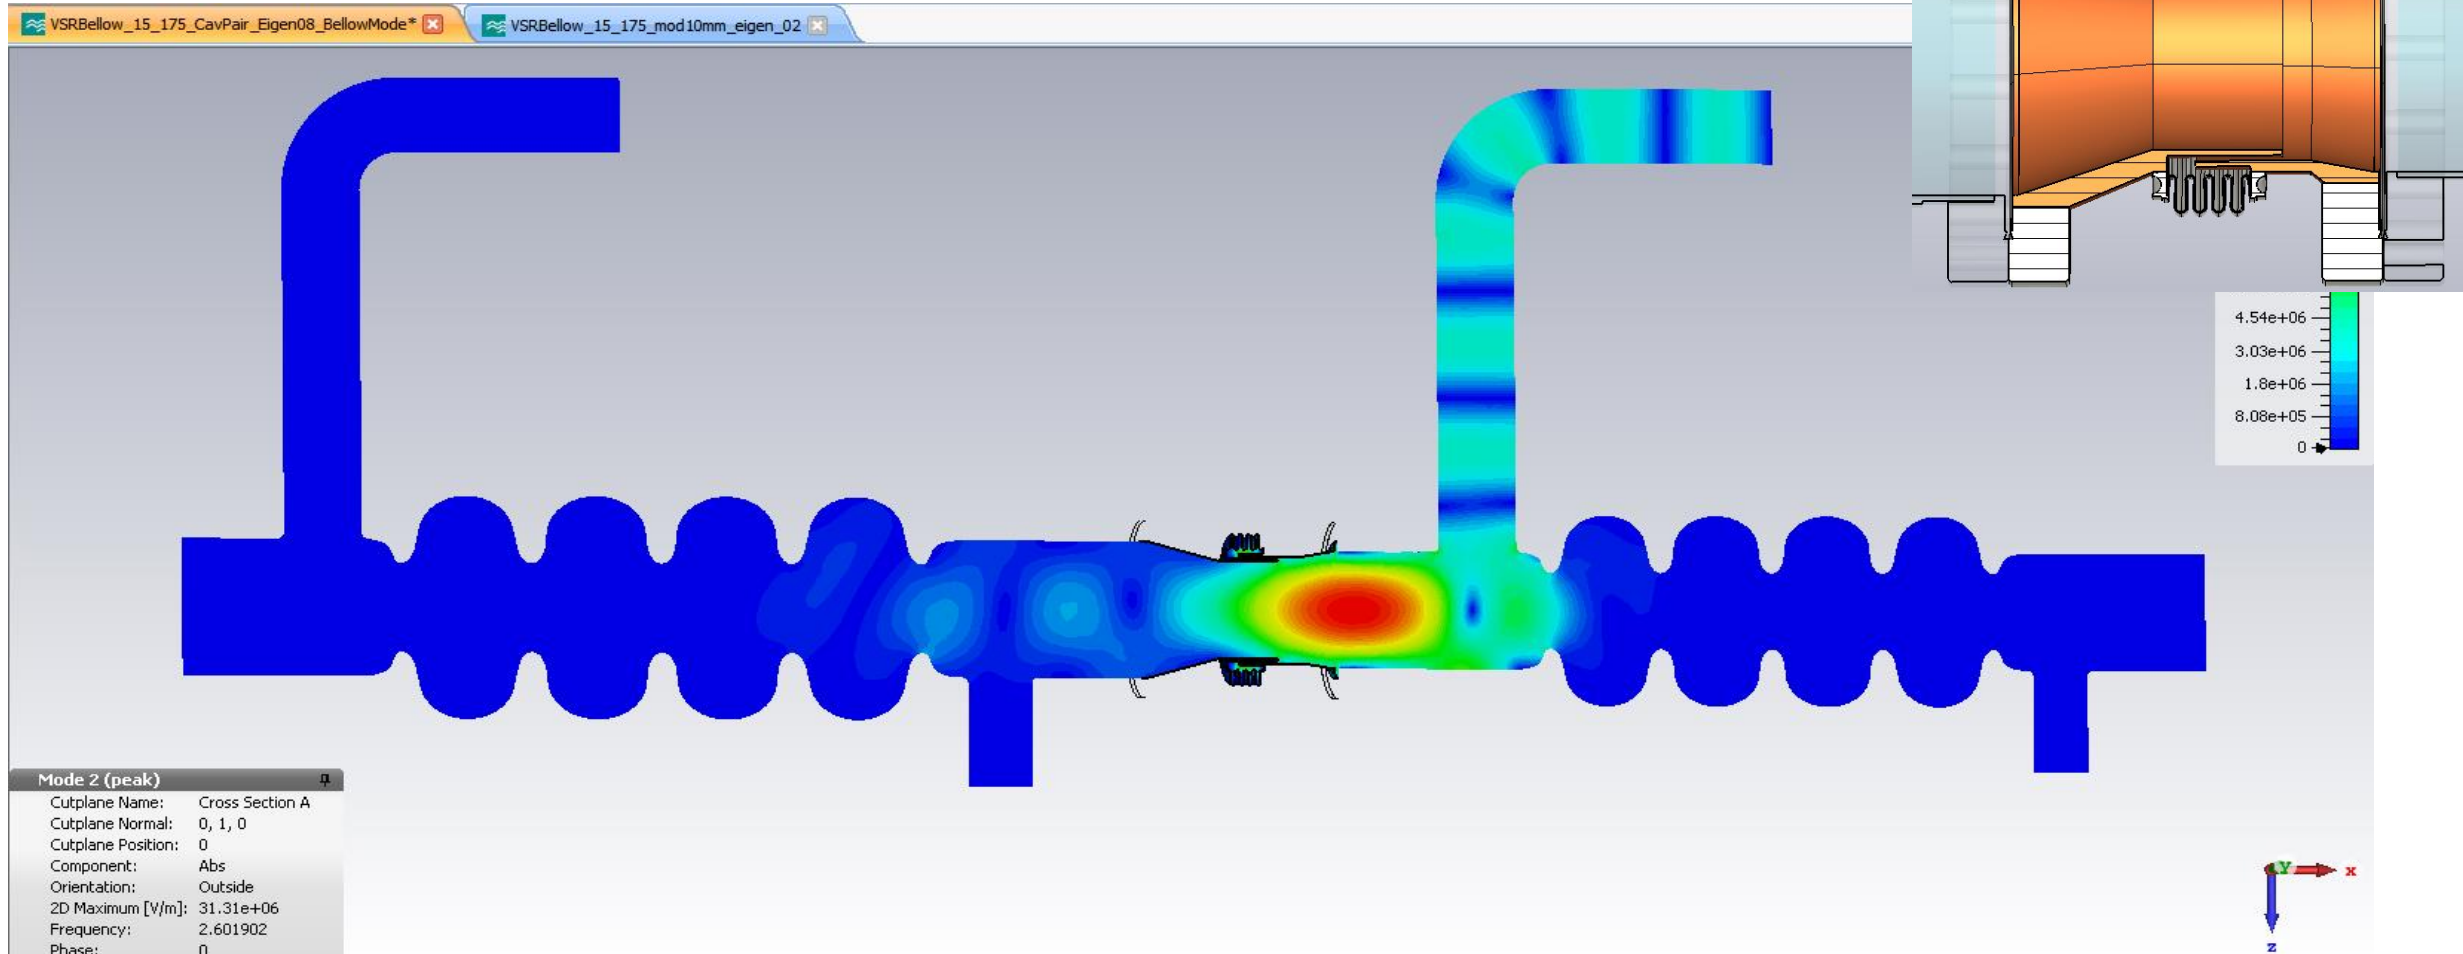 VSRBellow_15_175_CavPair_Eigen08_BellowMode* VSRBellow_15_175_mod10mm_eigen_02
4.54e+06
3.03e+06
1.8e+06
8.08e+05
0
Mode 2 (peak)
Cutplane Name: Cross Section A
Cutplane Normal: 0, 1, 0
Cutplane Position: 0
Component: Abs
Orientation: Outside
2D Maximum [V/m]: 31.31e+06
Frequency: 2.601902
Phase: 0
Y
x
z